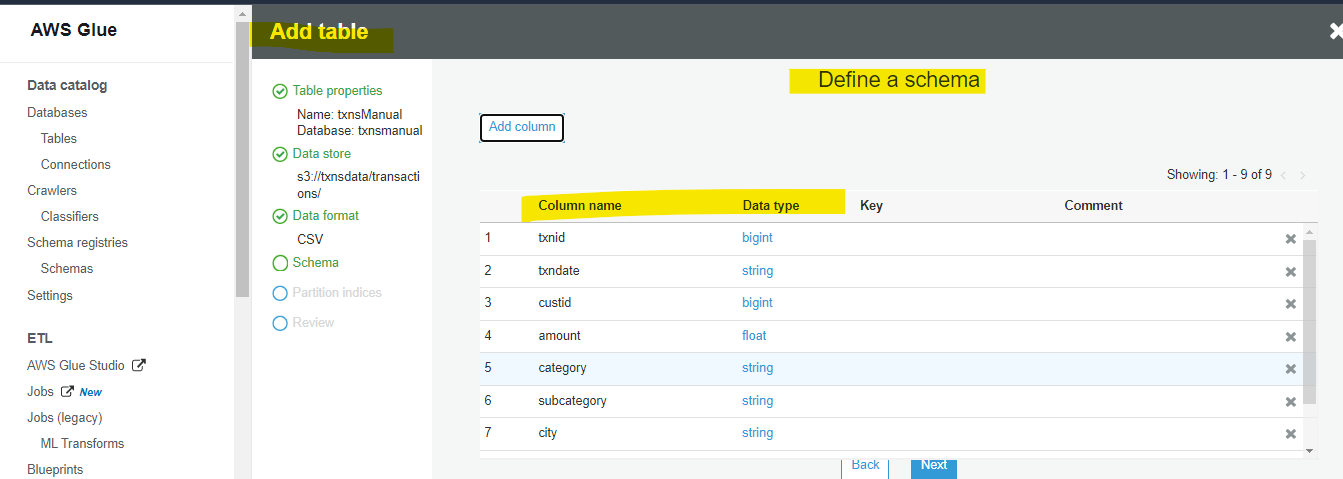 AWS Glue
Data catalog
Databases
Tables
Connections
Crawlers
Classifiers
Schema registries
Schemas
Settings
ETL
AWS Glue Studio
Jobs New
Jobs (legacy)
ML Transforms
Blueprints
Add table
Table properties
Name: txnsManual
Database: txnsmanual
Data store
s3://txnsdata/transacti
ons/
Data format
CSV
Schema
Partition indices
Review
Define a schema
Add column
Showing: 1 - 9 of 9
Column name Data type Key Comment
1 txnid bigint
2 txndate string
3 custid bigint
4 amount float
5 category string
6 subcategory string
7 city string
Back Next